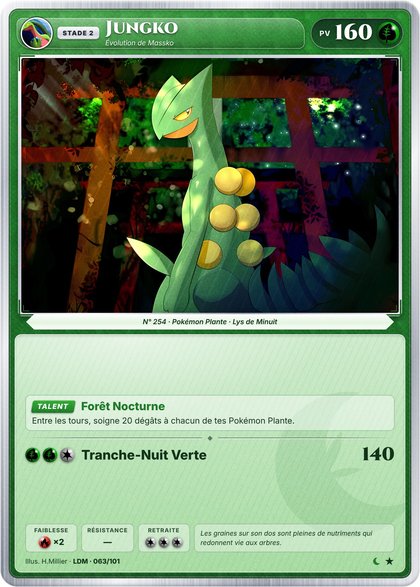 STADE 2
JUNGKO
Évolution de Massko
PV 160
N° 254 · Pokémon Plante · Lys de Minuit
TALENT Forêt Nocturne
Entre les tours, soigne 20 dégâts à chacun de tes Pokémon Plante.
Tranche-Nuit Verte 140
FAIBLESSE
×2
RÉSISTANCE
—
RETRAITE
Les graines sur son dos sont pleines de nutriments qui
redonnent vie aux arbres.
Illus. H.Millier · LDM · 063/101